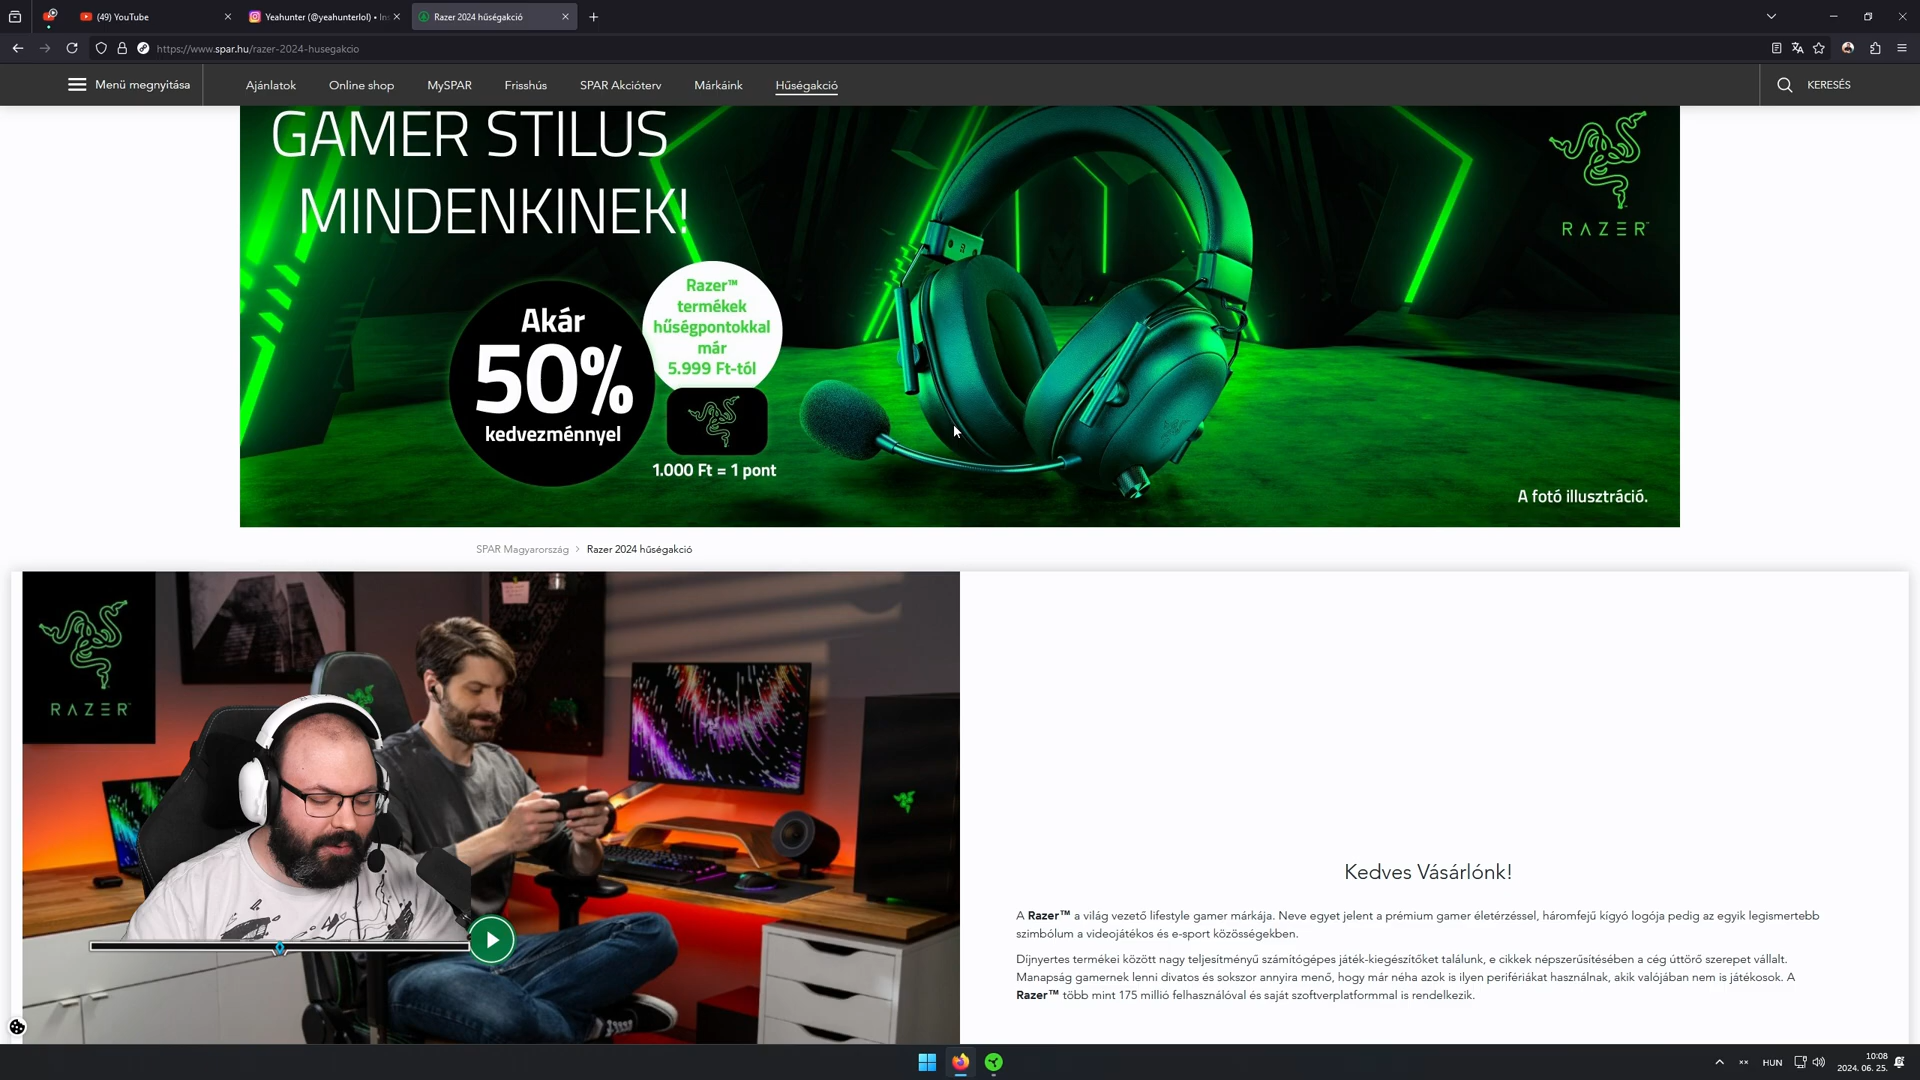 (49) YouTube
Yeahunter (@yeahunterlol) • Ins
Razer 2024 hűségakció
https://www.spar.hu/razer-2024-husegakcio
Menü megnyitása
Ajánlatok
Online shop
MySPAR
Frisshús
SPAR Akcióterv
Márkáink
Hűségakció
KERESÉS
GAMER STÍLUS
MINDENKINEK!
RAZER
Akár
50%
kedvezménnyel
Razer™
termékek
hűségpontokkal
már
5.999 Ft-tól
1.000 Ft = 1 pont
A fotó illusztráció.
SPAR Magyarország > Razer 2024 hűségakció
RAZER
Kedves Vásárlónk!
A Razer™ a világ vezető lifestyle gamer márkája. Neve egyet jelent a prémium gamer életérzéssel, háromfejű kígyó logója pedig az egyik legismertebb
szimbólum a videojátékos és e-sport közösségekben.
Díjnyertes termékei között nagy teljesítményű számítógépes játék-kiegészítőket találunk, e cikkek népszerűsítésében a cég úttörő szerepet vállalt.
Manapság gamernek lenni divatos és sokszor annyira menő, hogy már néha azok is ilyen perifériákat használnak, akik valójában nem is játékosok. A
Razer™ több mint 175 millió felhasználóval és saját szoftverplatformmal is rendelkezik.
HUN
10:08
2024. 06. 25.